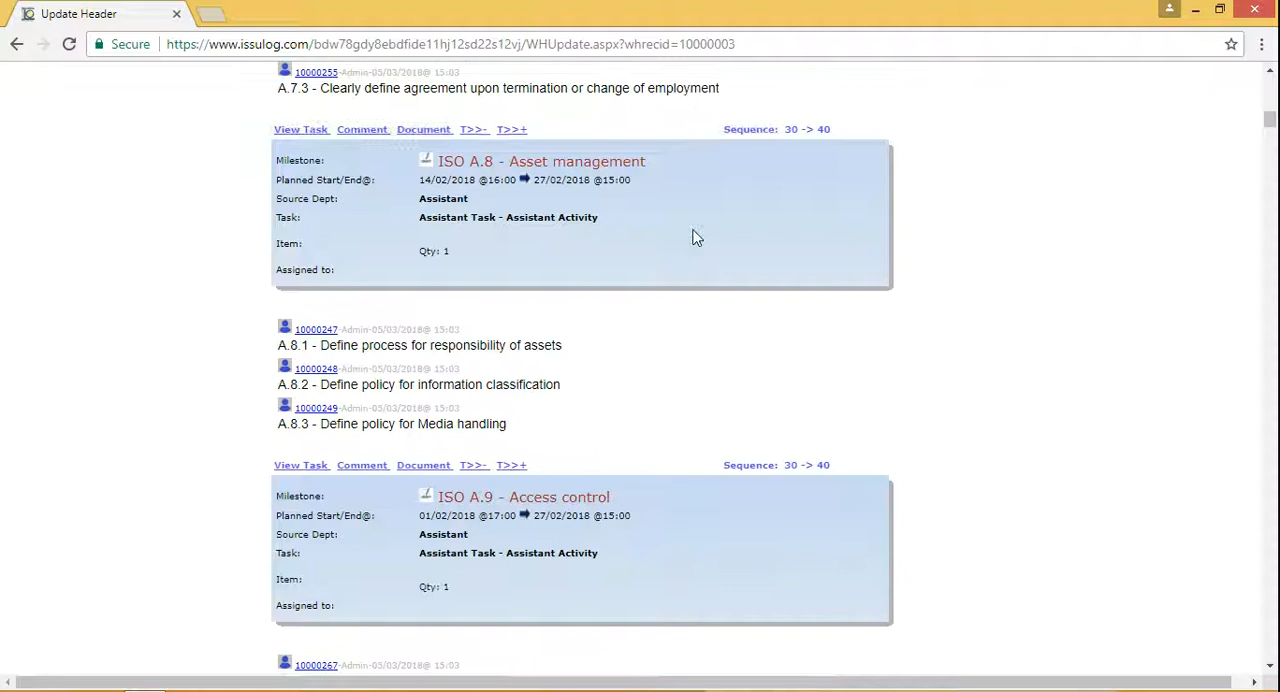 Update Header
Secure
https://www.issulog.com/bdw78gdy8ebdfide11hj12sd22s12vj/WHUpdate.aspx?whrecid=10000003
10000255-Admin-05/03/2018@ 15:03
A.7.3 - Clearly define agreement upon termination or change of employment
View Task Comment Document T>>- T>>+ Sequence: 30 -> 40
Milestone: ISO A.8 - Asset management
Planned Start/End@: 14/02/2018 @16:00 27/02/2018 @15:00
Source Dept: Assistant
Task: Assistant Task - Assistant Activity
Item:
Qty: 1
Assigned to:
10000247-Admin-05/03/2018@ 15:03
A.8.1 - Define process for responsibility of assets
10000248-Admin-05/03/2018@ 15:03
A.8.2 - Define policy for information classification
10000249-Admin-05/03/2018@ 15:03
A.8.3 - Define policy for Media handling
View Task Comment Document T>>- T>>+ Sequence: 30 -> 40
Milestone: ISO A.9 - Access control
Planned Start/End@: 01/02/2018 @17:00 27/02/2018 @15:00
Source Dept: Assistant
Task: Assistant Task - Assistant Activity
Item:
Qty: 1
Assigned to:
10000267-Admin-05/03/2018@ 15:03